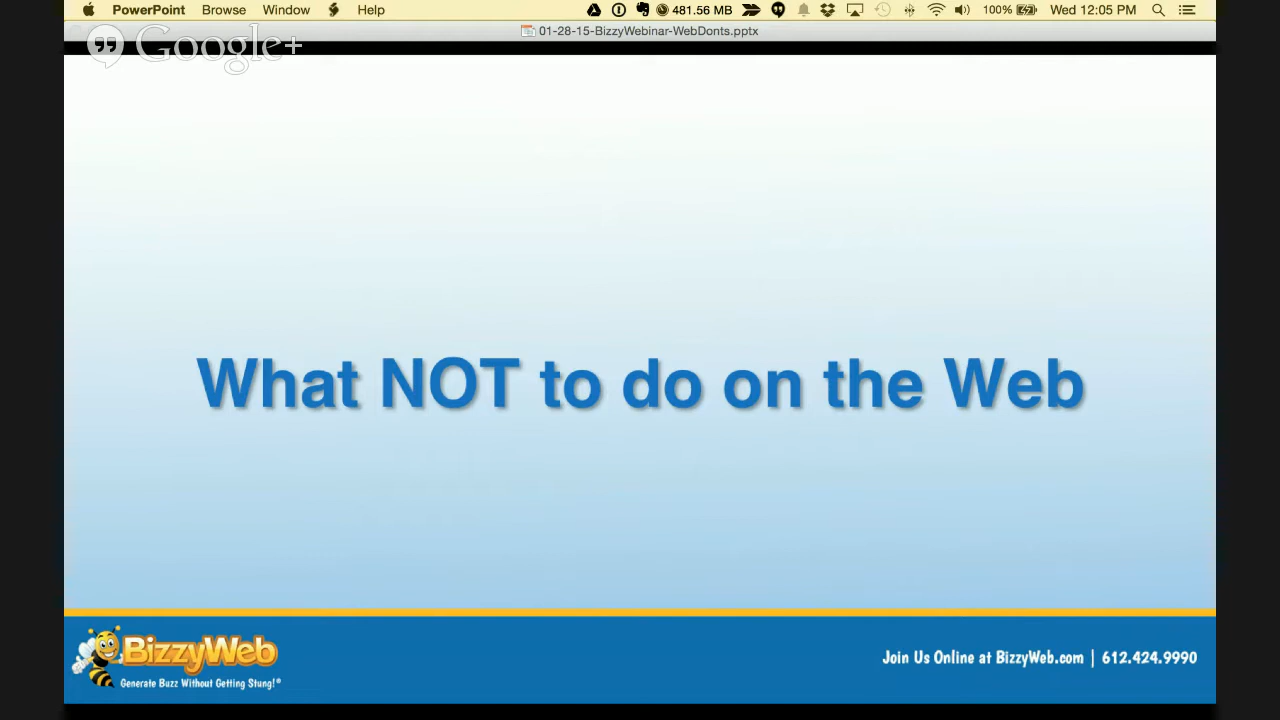 PowerPoint Browse Window Help 481.56 MB 100% Wed 12:05 PM
01-28-15-BizzyWebinar-WebDonts.pptx
Google+
What NOT to do on the Web
BizzyWeb
Generate Buzz Without Getting Stung!®
Join Us Online at BizzyWeb.com | 612.424.9990